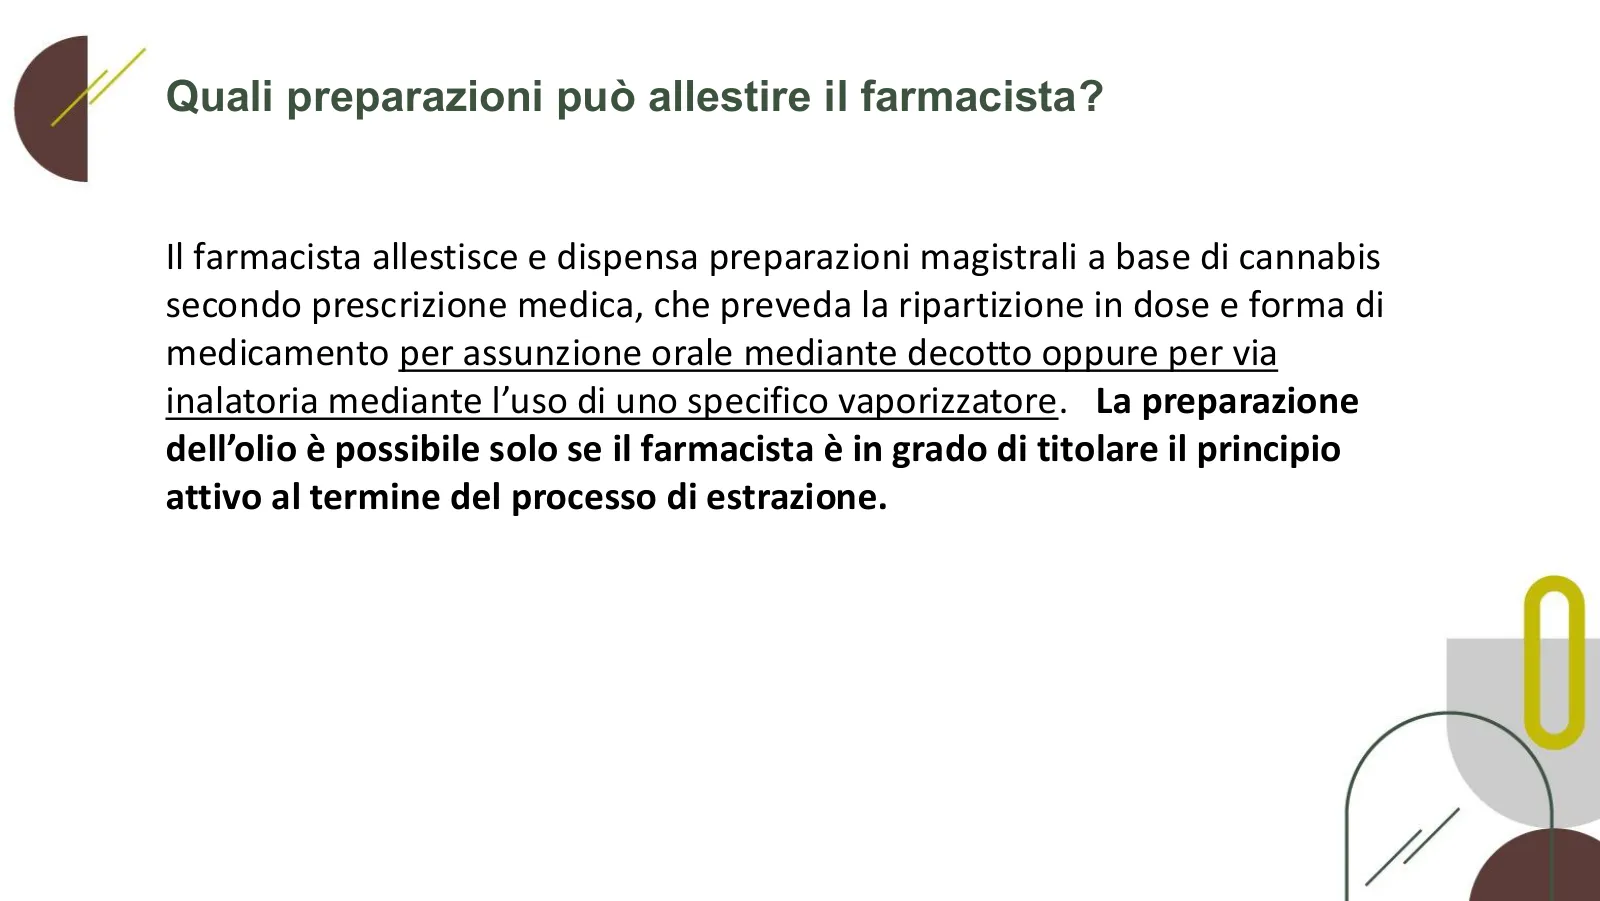 Quali preparazioni può allestire il farmacista?
Il farmacista allestisce e dispensa preparazioni magistrali a base di cannabis
secondo prescrizione medica, che preveda la ripartizione in dose e forma di
medicamento per assunzione orale mediante decotto oppure per via
inalatoria mediante l’uso di uno specifico vaporizzatore. La preparazione
dell’olio è possibile solo se il farmacista è in grado di titolare il principio
attivo al termine del processo di estrazione.